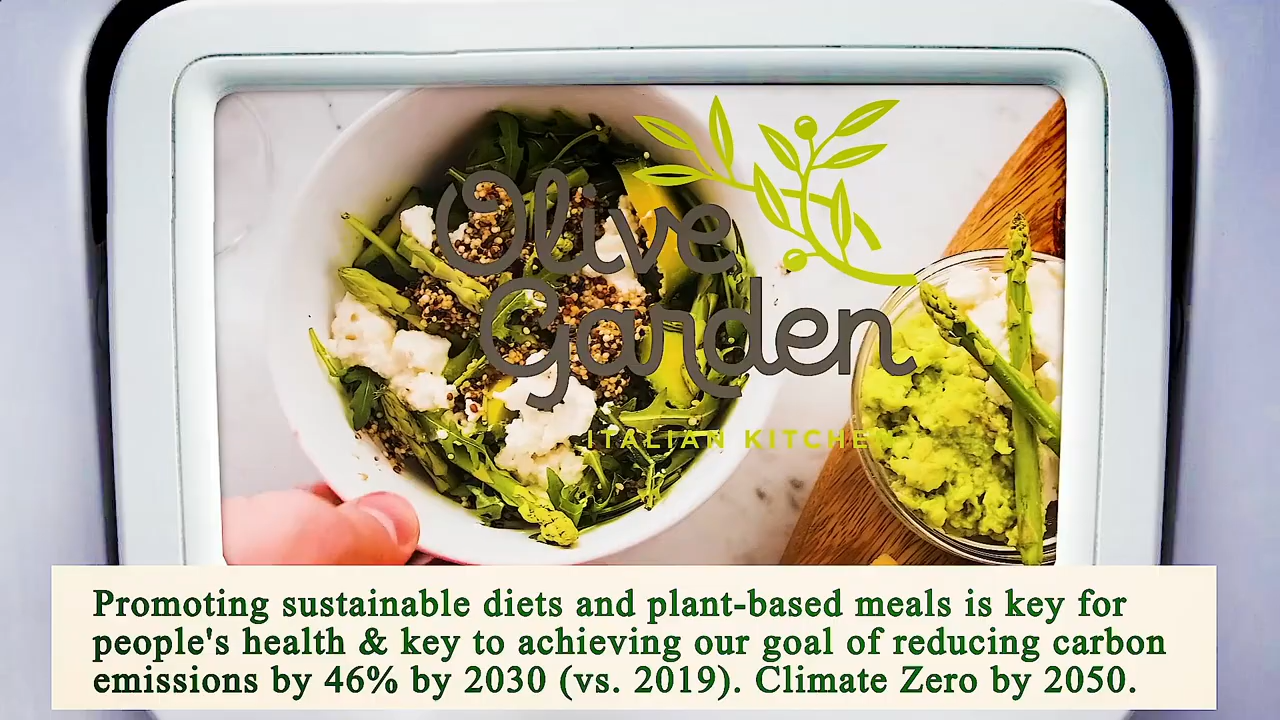 Olive
Garden
ITALIAN KITCHEN
Promoting sustainable diets and plant-based meals is key for
people's health & key to achieving our goal of reducing carbon
emissions by 46% by 2030 (vs. 2019). Climate Zero by 2050.